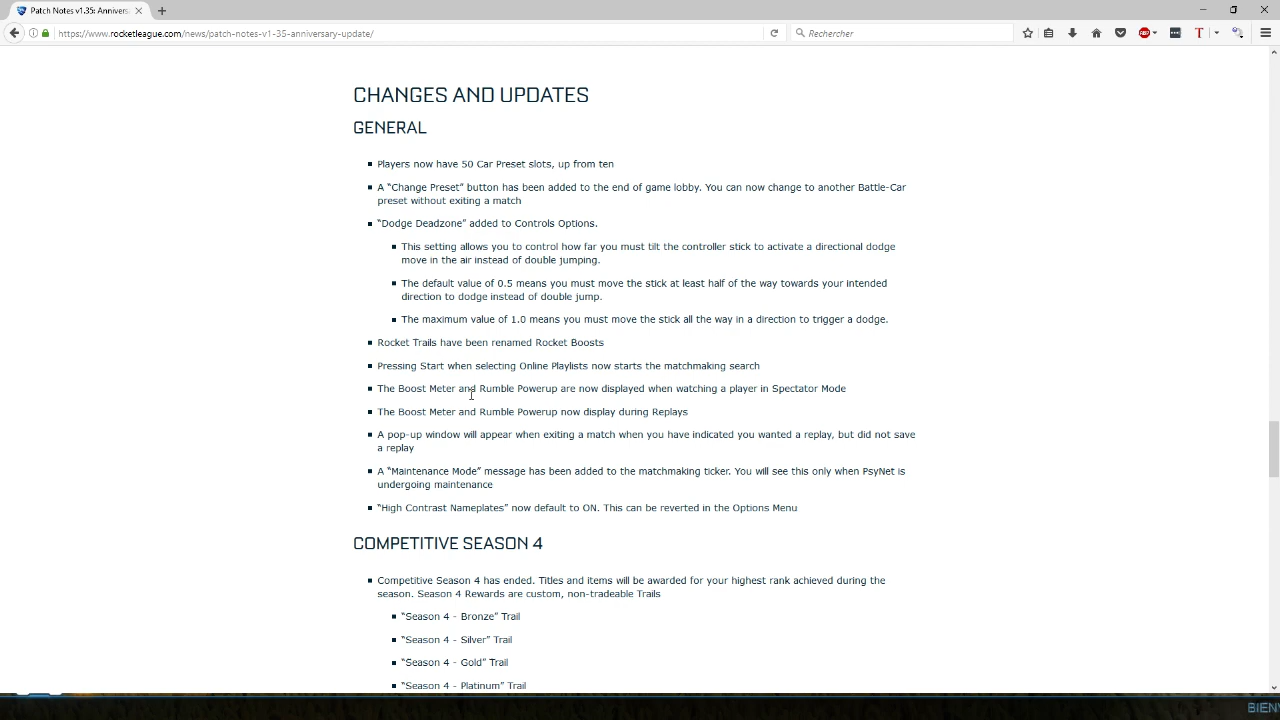 Patch Notes v1.35: Annivers
https://www.rocketleague.com/news/patch-notes-v1-35-anniversary-update/
Rechercher
ABP
T
CHANGES AND UPDATES
GENERAL
Players now have 50 Car Preset slots, up from ten
A “Change Preset” button has been added to the end of game lobby. You can now change to another Battle-Car
preset without exiting a match
“Dodge Deadzone” added to Controls Options.
This setting allows you to control how far you must tilt the controller stick to activate a directional dodge
move in the air instead of double jumping.
The default value of 0.5 means you must move the stick at least half of the way towards your intended
direction to dodge instead of double jump.
The maximum value of 1.0 means you must move the stick all the way in a direction to trigger a dodge.
Rocket Trails have been renamed Rocket Boosts
Pressing Start when selecting Online Playlists now starts the matchmaking search
The Boost Meter and Rumble Powerup are now displayed when watching a player in Spectator Mode
The Boost Meter and Rumble Powerup now display during Replays
A pop-up window will appear when exiting a match when you have indicated you wanted a replay, but did not save
a replay
A “Maintenance Mode” message has been added to the matchmaking ticker. You will see this only when PsyNet is
undergoing maintenance
“High Contrast Nameplates” now default to ON. This can be reverted in the Options Menu
COMPETITIVE SEASON 4
Competitive Season 4 has ended. Titles and items will be awarded for your highest rank achieved during the
season. Season 4 Rewards are custom, non-tradeable Trails
“Season 4 - Bronze” Trail
“Season 4 - Silver” Trail
“Season 4 - Gold” Trail
“Season 4 - Platinum” Trail
BIEN